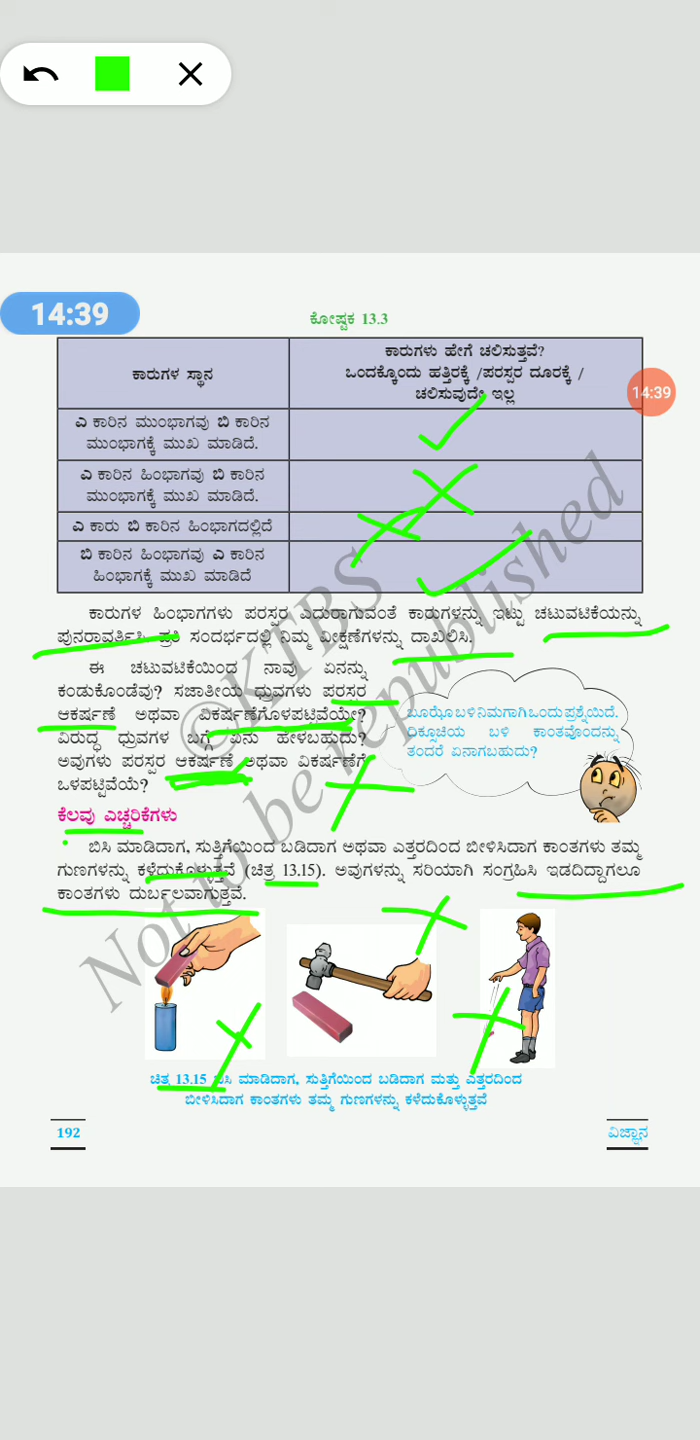 14:39
ಕೋಷ್ಟಕ 13.3
ಕಾರುಗಳ ಸ್ಥಾನ
ಕಾರುಗಳು ಹೇಗೆ ಚಲಿಸುತ್ತವೆ?
ಒಂದಕ್ಕೊಂದು ಹತ್ತಿರಕ್ಕೆ /ಪರಸ್ಪರ ದೂರಕ್ಕೆ /
ಚಲಿಸುವುದೇ ಇಲ್ಲ
14:39
ಎ ಕಾರಿನ ಮುಂಭಾಗವು ಬಿ ಕಾರಿನ
ಮುಂಭಾಗಕ್ಕೆ ಮುಖ ಮಾಡಿದೆ.
ಎ ಕಾರಿನ ಹಿಂಭಾಗವು ಬಿ ಕಾರಿನ
ಮುಂಭಾಗಕ್ಕೆ ಮುಖ ಮಾಡಿದೆ.
ಎ ಕಾರು ಬಿ ಕಾರಿನ ಹಿಂಭಾಗದಲ್ಲಿದೆ
ಬಿ ಕಾರಿನ ಹಿಂಭಾಗವು ಎ ಕಾರಿನ
ಹಿಂಭಾಗಕ್ಕೆ ಮುಖ ಮಾಡಿದೆ
ಕಾರುಗಳ ಹಿಂಭಾಗಗಳು ಪರಸ್ಪರ ಎದುರಾಗುವಂತೆ ಕಾರುಗಳನ್ನು ಇಟ್ಟು ಚಟುವಟಿಕೆಯನ್ನು
ಪುನರಾವರ್ತಿಸಿ ಪ್ರತಿ ಸಂದರ್ಭದಲ್ಲಿ ನಿಮ್ಮ ವೀಕ್ಷಣೆಗಳನ್ನು ದಾಖಲಿಸಿ.
ಈ ಚಟುವಟಿಕೆಯಿಂದ ನಾವು ಏನನ್ನು
ಕಂಡುಕೊಂಡೆವು? ಸಜಾತೀಯ ಧ್ರುವಗಳು ಪರಸ್ಪರ
ಆಕರ್ಷಣೆ ಅಥವಾ ವಿಕರ್ಷಣೆಗೊಳಪಟ್ಟಿವೆಯೇ?
ವಿರುದ್ಧ ಧ್ರುವಗಳ ಬಗ್ಗೆ ಏನು ಹೇಳಬಹುದು?
ಅವುಗಳು ಪರಸ್ಪರ ಆಕರ್ಷಣೆ ಅಥವಾ ವಿಕರ್ಷಣೆಗೆ
ಒಳಪಟ್ಟಿವೆಯೆ?
ಬೂಝೊ ಬಳಿ ನಿಮಗಾಗಿ ಒಂದು ಪ್ರಶ್ನೆಯಿದೆ.
ದಿಕ್ಸೂಚಿಯ ಬಳಿ ಕಾಂತವೊಂದನ್ನು
ತಂದರೆ ಏನಾಗಬಹುದು?
ಕೆಲವು ಎಚ್ಚರಿಕೆಗಳು
ಬಿಸಿ ಮಾಡಿದಾಗ, ಸುತ್ತಿಗೆಯಿಂದ ಬಡಿದಾಗ ಅಥವಾ ಎತ್ತರದಿಂದ ಬೀಳಿಸಿದಾಗ ಕಾಂತಗಳು ತಮ್ಮ
ಗುಣಗಳನ್ನು ಕಳೆದುಕೊಳ್ಳುತ್ತವೆ (ಚಿತ್ರ 13.15). ಅವುಗಳನ್ನು ಸರಿಯಾಗಿ ಸಂಗ್ರಹಿಸಿ ಇಡದಿದ್ದಾಗಲೂ
ಕಾಂತಗಳು ದುರ್ಬಲವಾಗುತ್ತವೆ.
©KTBS
Not to be republished
ಚಿತ್ರ 13.15 ಬಿಸಿ ಮಾಡಿದಾಗ, ಸುತ್ತಿಗೆಯಿಂದ ಬಡಿದಾಗ ಮತ್ತು ಎತ್ತರದಿಂದ
ಬೀಳಿಸಿದಾಗ ಕಾಂತಗಳು ತಮ್ಮ ಗುಣಗಳನ್ನು ಕಳೆದುಕೊಳ್ಳುತ್ತವೆ
192
ವಿಜ್ಞಾನ